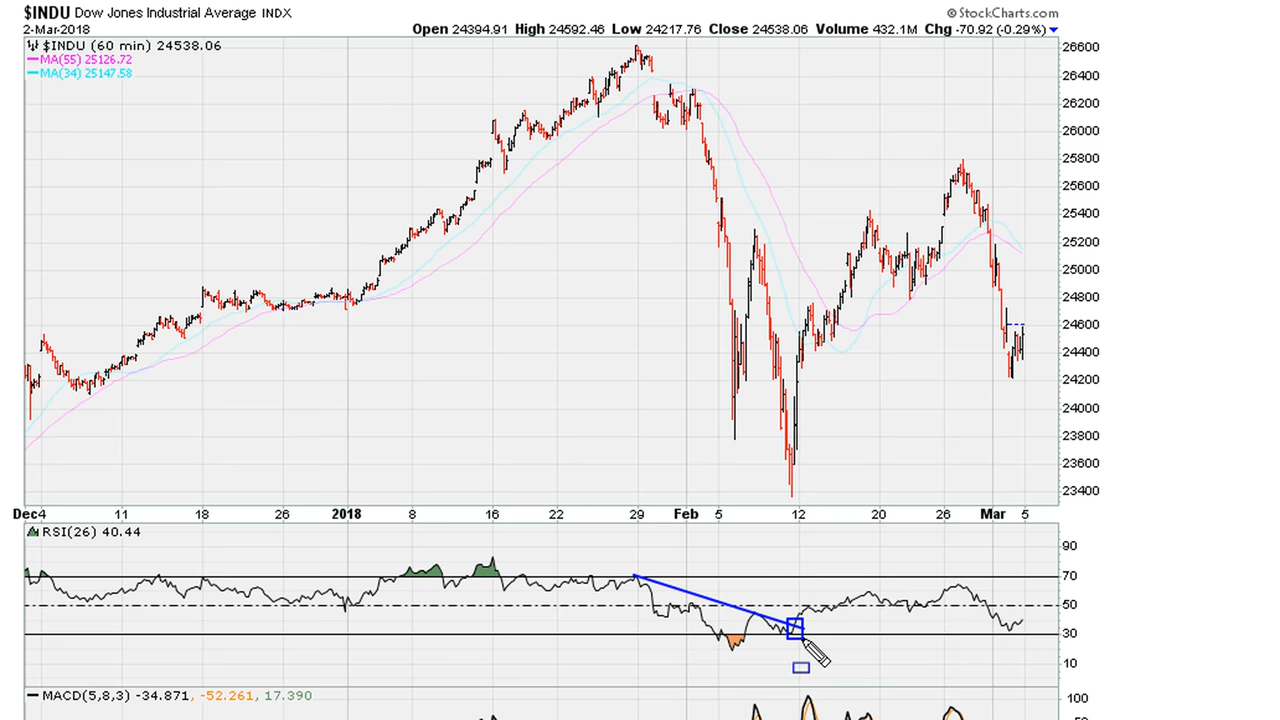 $INDU Dow Jones Industrial Average INDX
© StockCharts.com
2-Mar-2018
Open 24394.91 High 24592.46 Low 24217.76 Close 24538.06 Volume 432.1M Chg -70.92 (-0.29%)
$INDU (60 min) 24538.06
MA(55) 25126.72
MA(34) 25147.58
26600
26400
26200
26000
25800
25600
25400
25200
25000
24800
24600
24400
24200
24000
23800
23600
23400
Dec 4 11 18 26 2018 8 16 22 29 Feb 5 12 20 26 Mar 5
RSI(26) 40.44
90
70
50
30
10
MACD(5,8,3) -34.871, -52.261, 17.390
100